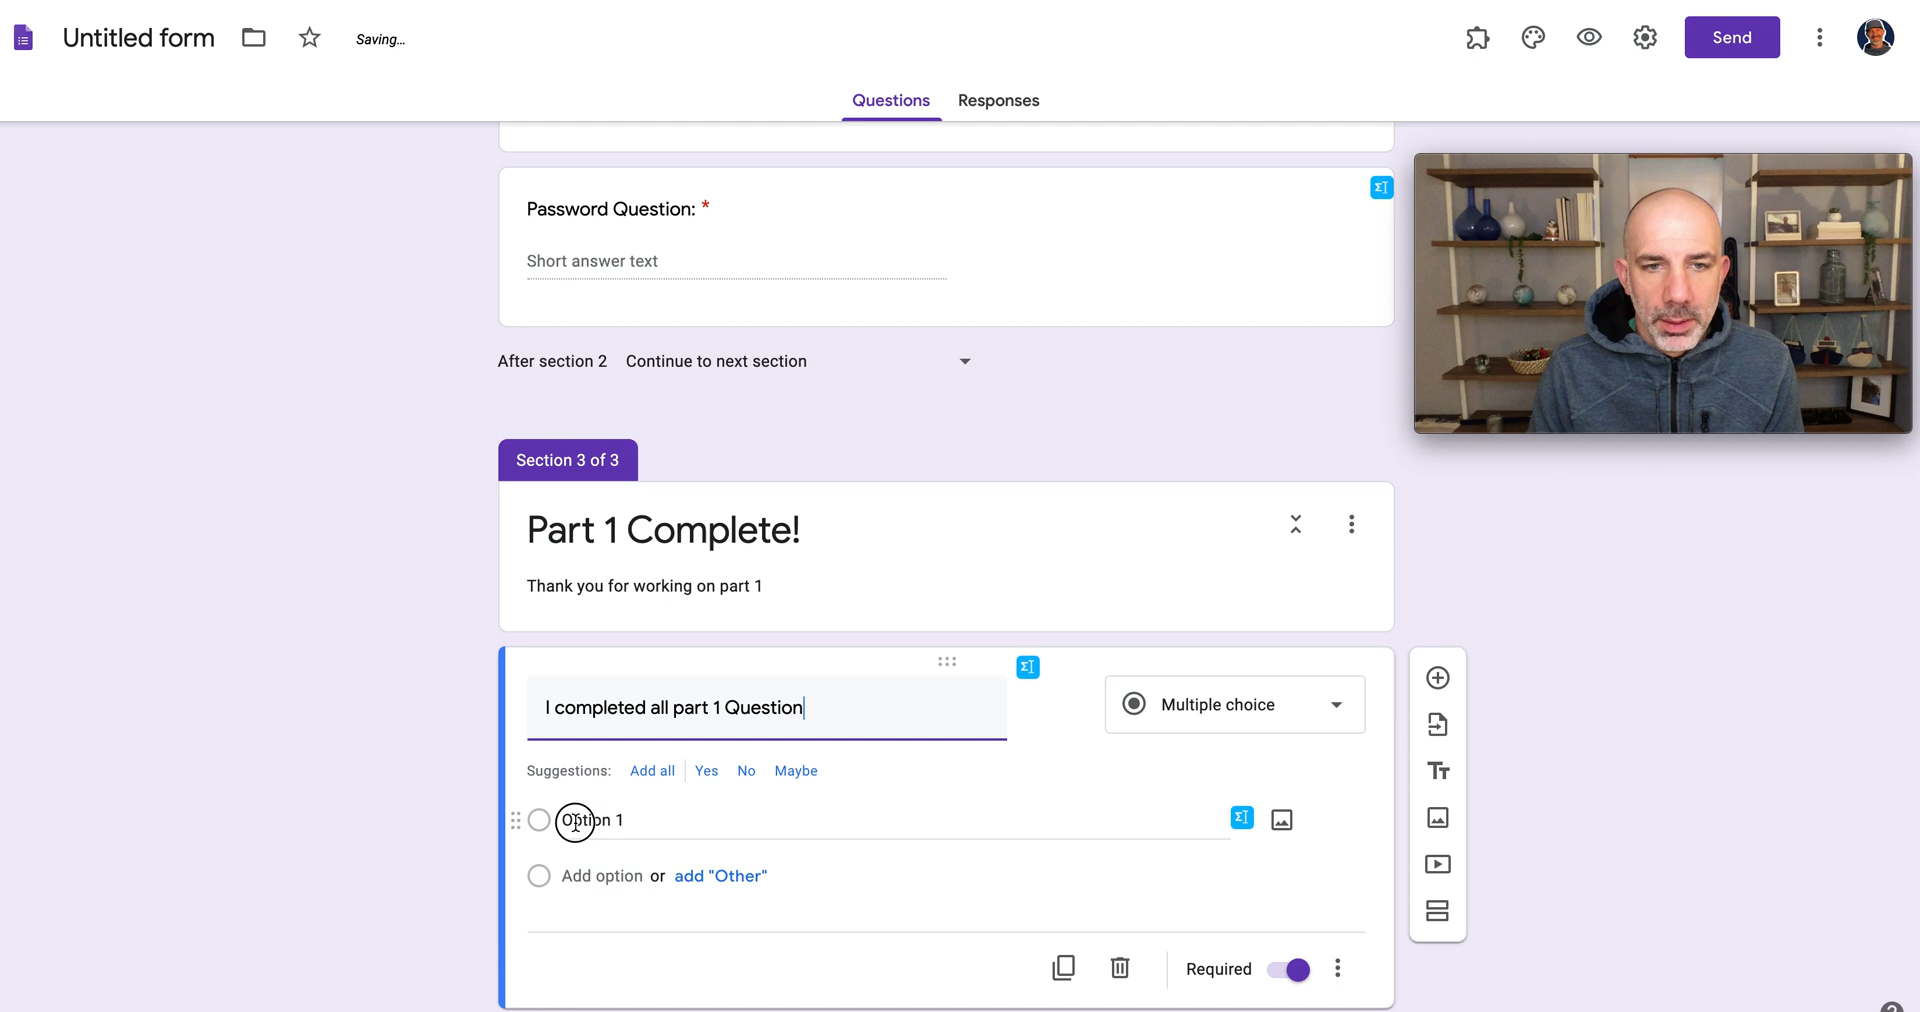 Untitled form
Saving...
Send
Questions
Responses
Password Question: *
Short answer text
After section 2 Continue to next section
Section 3 of 3
Part 1 Complete!
Thank you for working on part 1
I completed all part 1 Question
Multiple choice
Suggestions: Add all Yes No Maybe
Option 1
Add option or add "Other"
Required